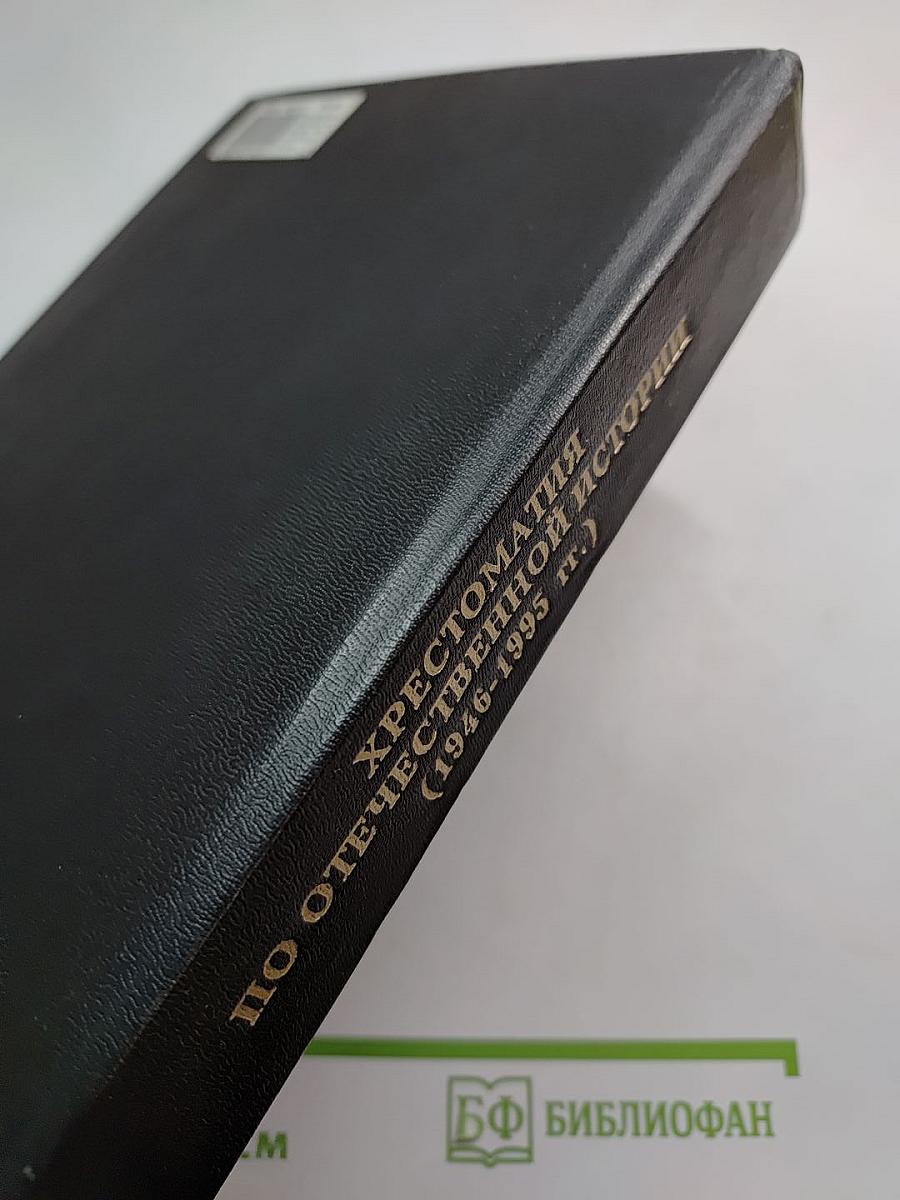 ХРЕСТОМАТИЯ
ПО ОТЕЧЕСТВЕННОЙ ИСТОРИИ
(1946-1995 гг.)
БФ БИБЛИОФАН